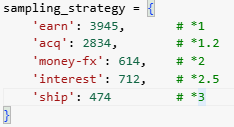 sampling_strategy = {
    'earn': 3945,        # *1
    'acq': 2834,         # *1.2
    'money-fx': 614,     # *2
    'interest': 712,     # *2.5
    'ship': 474          # *3
}